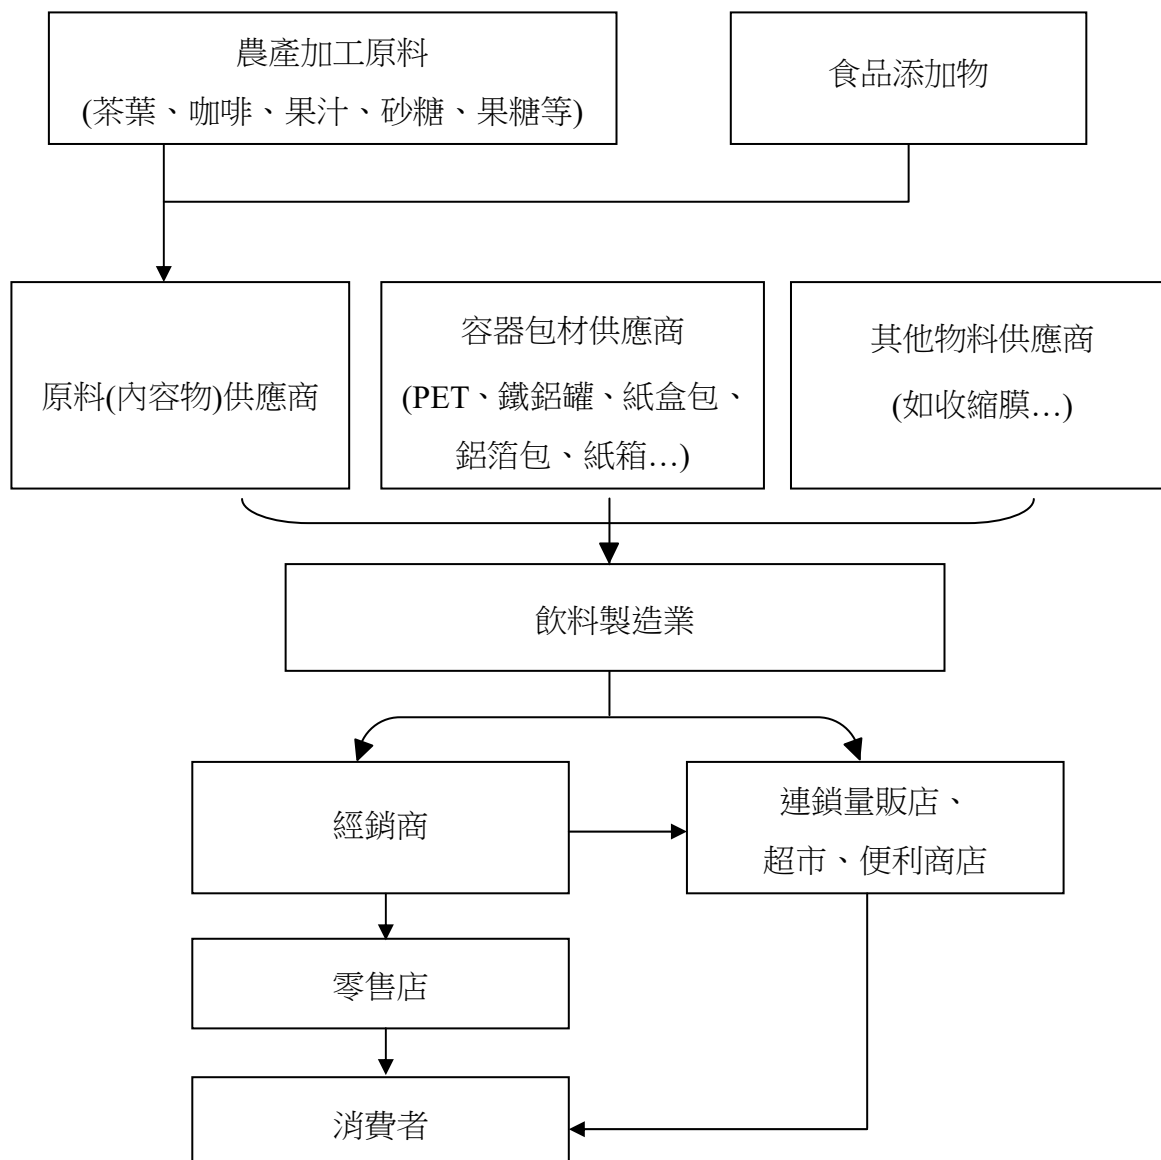 農產加工原料
(茶葉、咖啡、果汁、砂糖、果糖等)
食品添加物
原料(內容物)供應商
容器包材供應商
(PET、鐵鋁罐、紙盒包、
鋁箔包、紙箱…)
其他物料供應商
(如收縮膜…)
飲料製造業
經銷商
連鎖量販店、
超市、便利商店
零售店
消費者